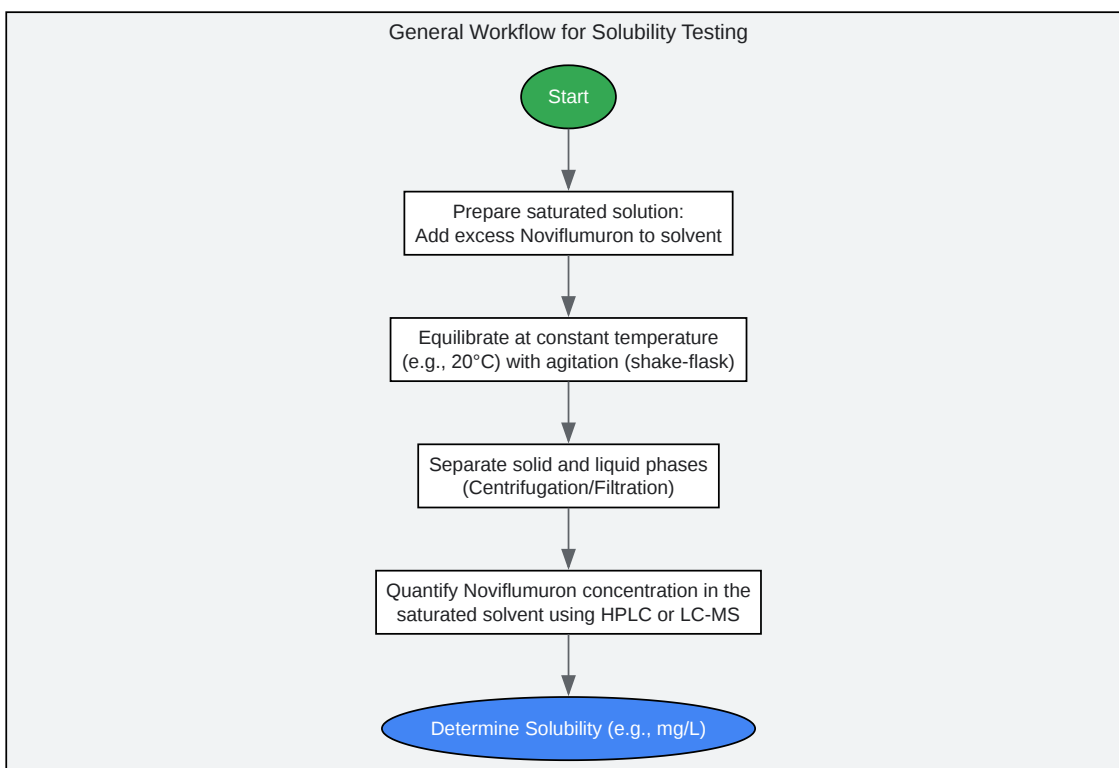 General Workflow for Solubility Testing
Start
Prepare saturated solution:
Add excess Noviflumuron to solvent
Equilibrate at constant temperature
(e.g., 20°C) with agitation (shake-flask)
Separate solid and liquid phases
(Centrifugation/Filtration)
Quantify Noviflumuron concentration in the
saturated solvent using HPLC or LC-MS
Determine Solubility (e.g., mg/L)